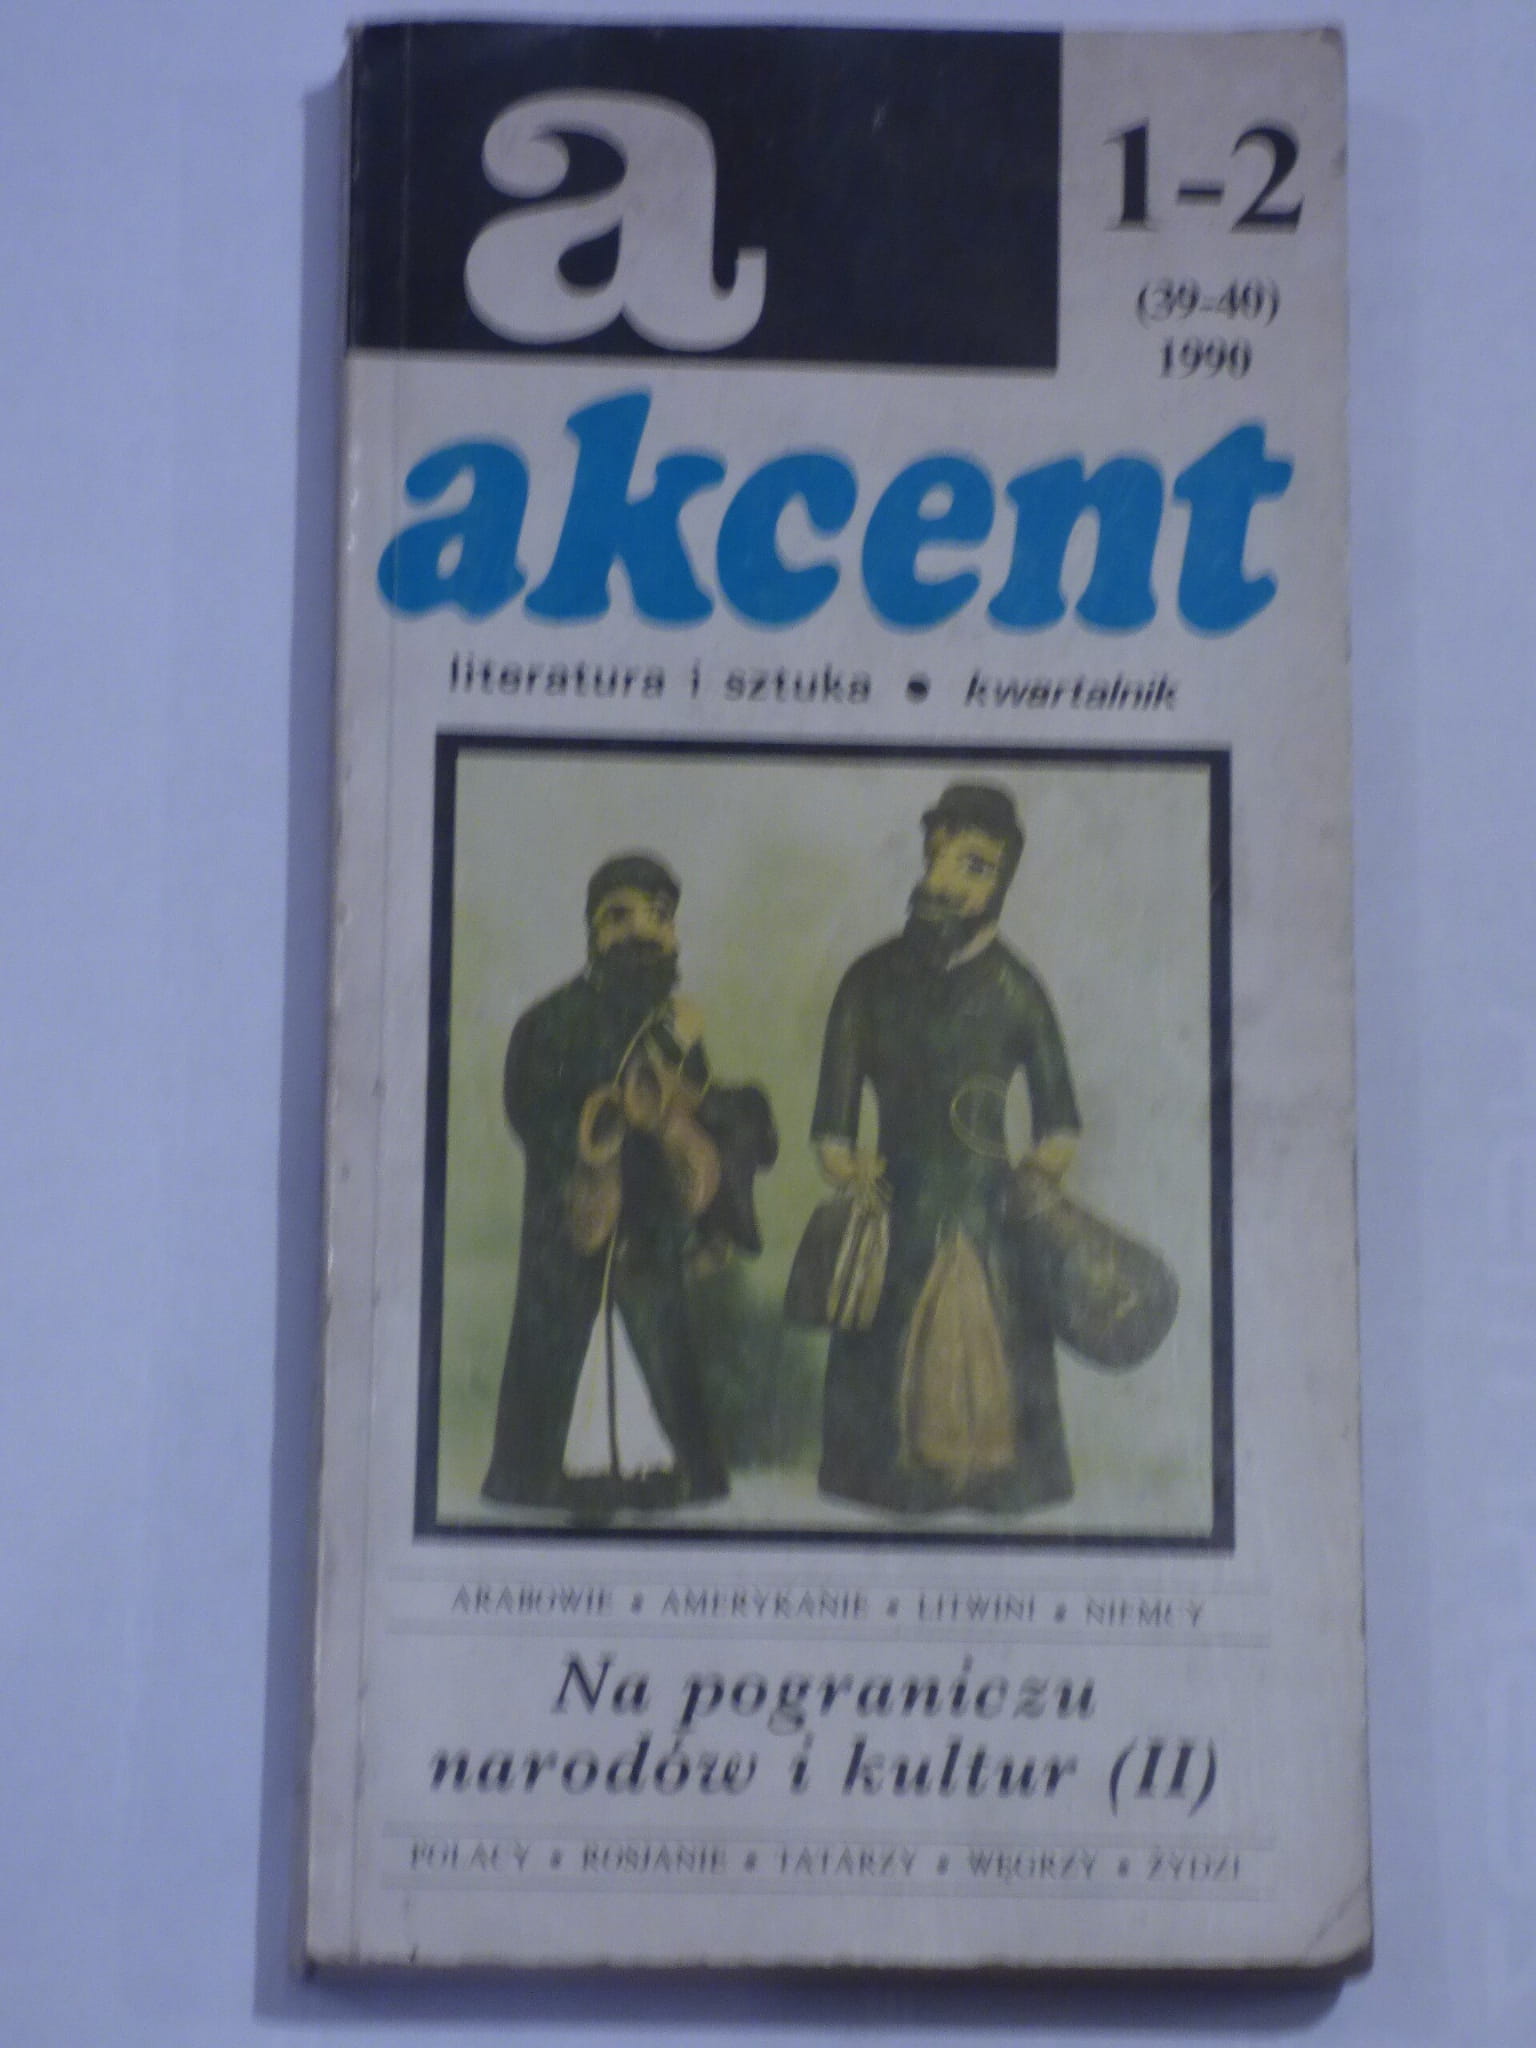 a
1-2
(39-40)
1990
akcent
literatura i sztuka • kwartalnik
ARABOWIE • AMERYKANIE • LITWINI • NIEMCY
Na pograniczu
narodów i kultur (II)
POLACY • ROSJANIE • TATARZY • WĘGRZY • ŻYDZI